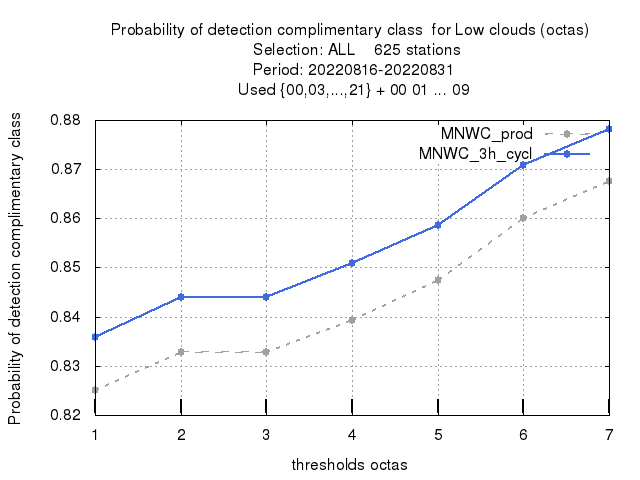 Probability of detection complimentary class  for Low clouds (octas)
Selection: ALL    625 stations
Period: 20220816-20220831
Used {00,03,...,21} + 00 01 ... 09
Probability of detection complimentary class
0.88
0.87
0.86
0.85
0.84
0.83
0.82
MNWC_prod
MNWC_3h_cycl
1 2 3 4 5 6 7
thresholds octas